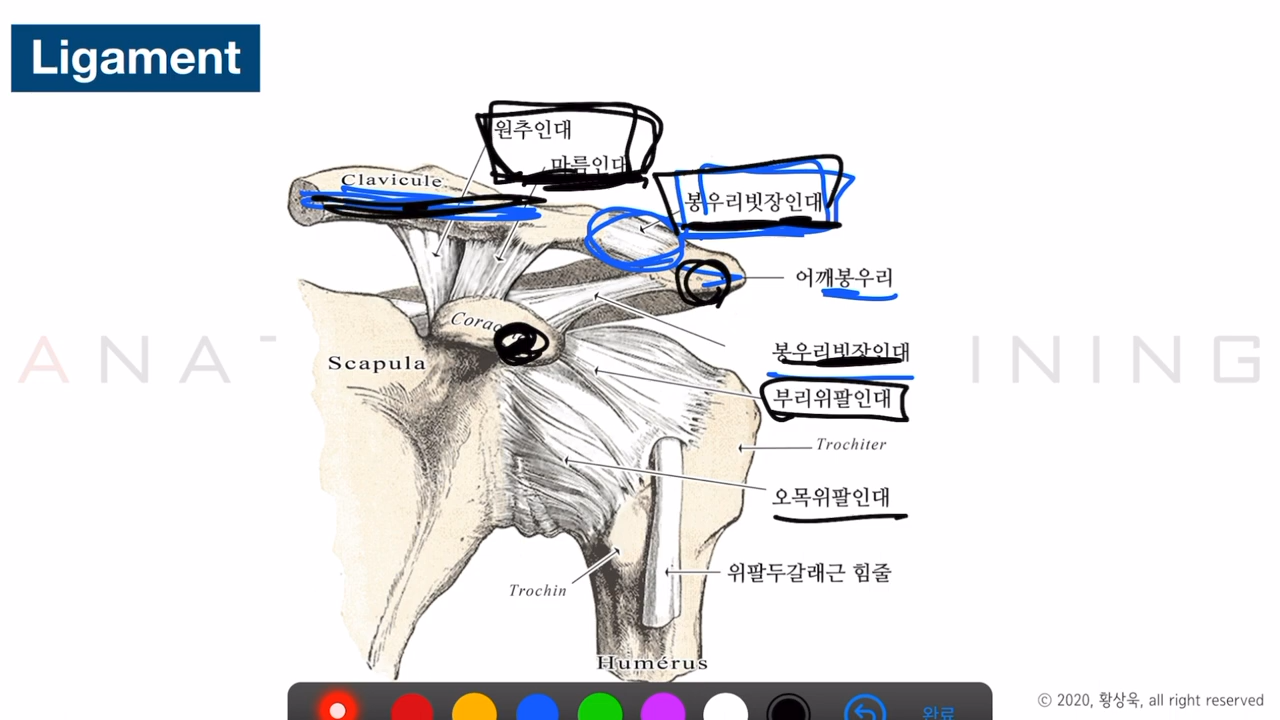 Ligament
원추인대
마름인대
Clavicule
봉우리빗장인대
어깨봉우리
봉우리빗장인대
Scapula
부리위팔인대
Trochiter
오목위팔인대
위팔두갈래근 힘줄
Trochin
Humérus
완료
© 2020, 황상욱, all right reserved